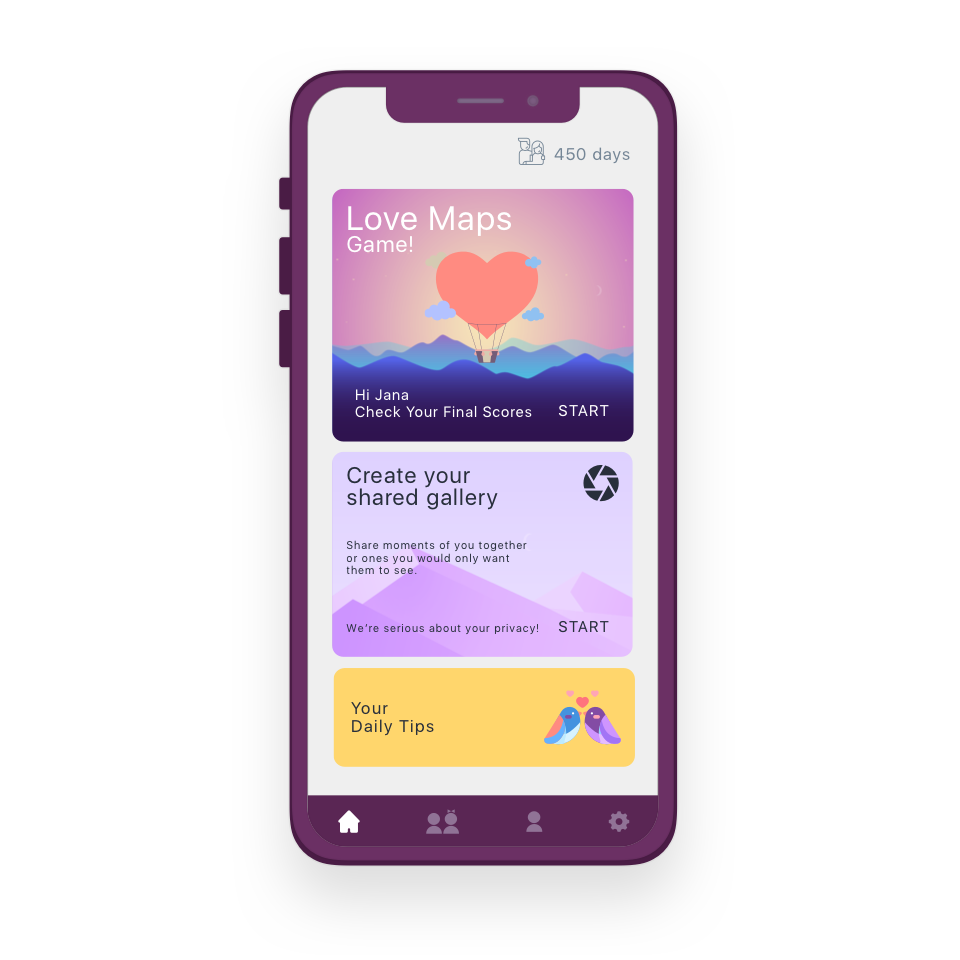 450 days
Love Maps
Game!
Hi Jana
Check Your Final Scores
START
Create your
shared gallery
Share moments of you together
or ones you would only want
them to see.
We're serious about your privacy!
START
Your
Daily Tips